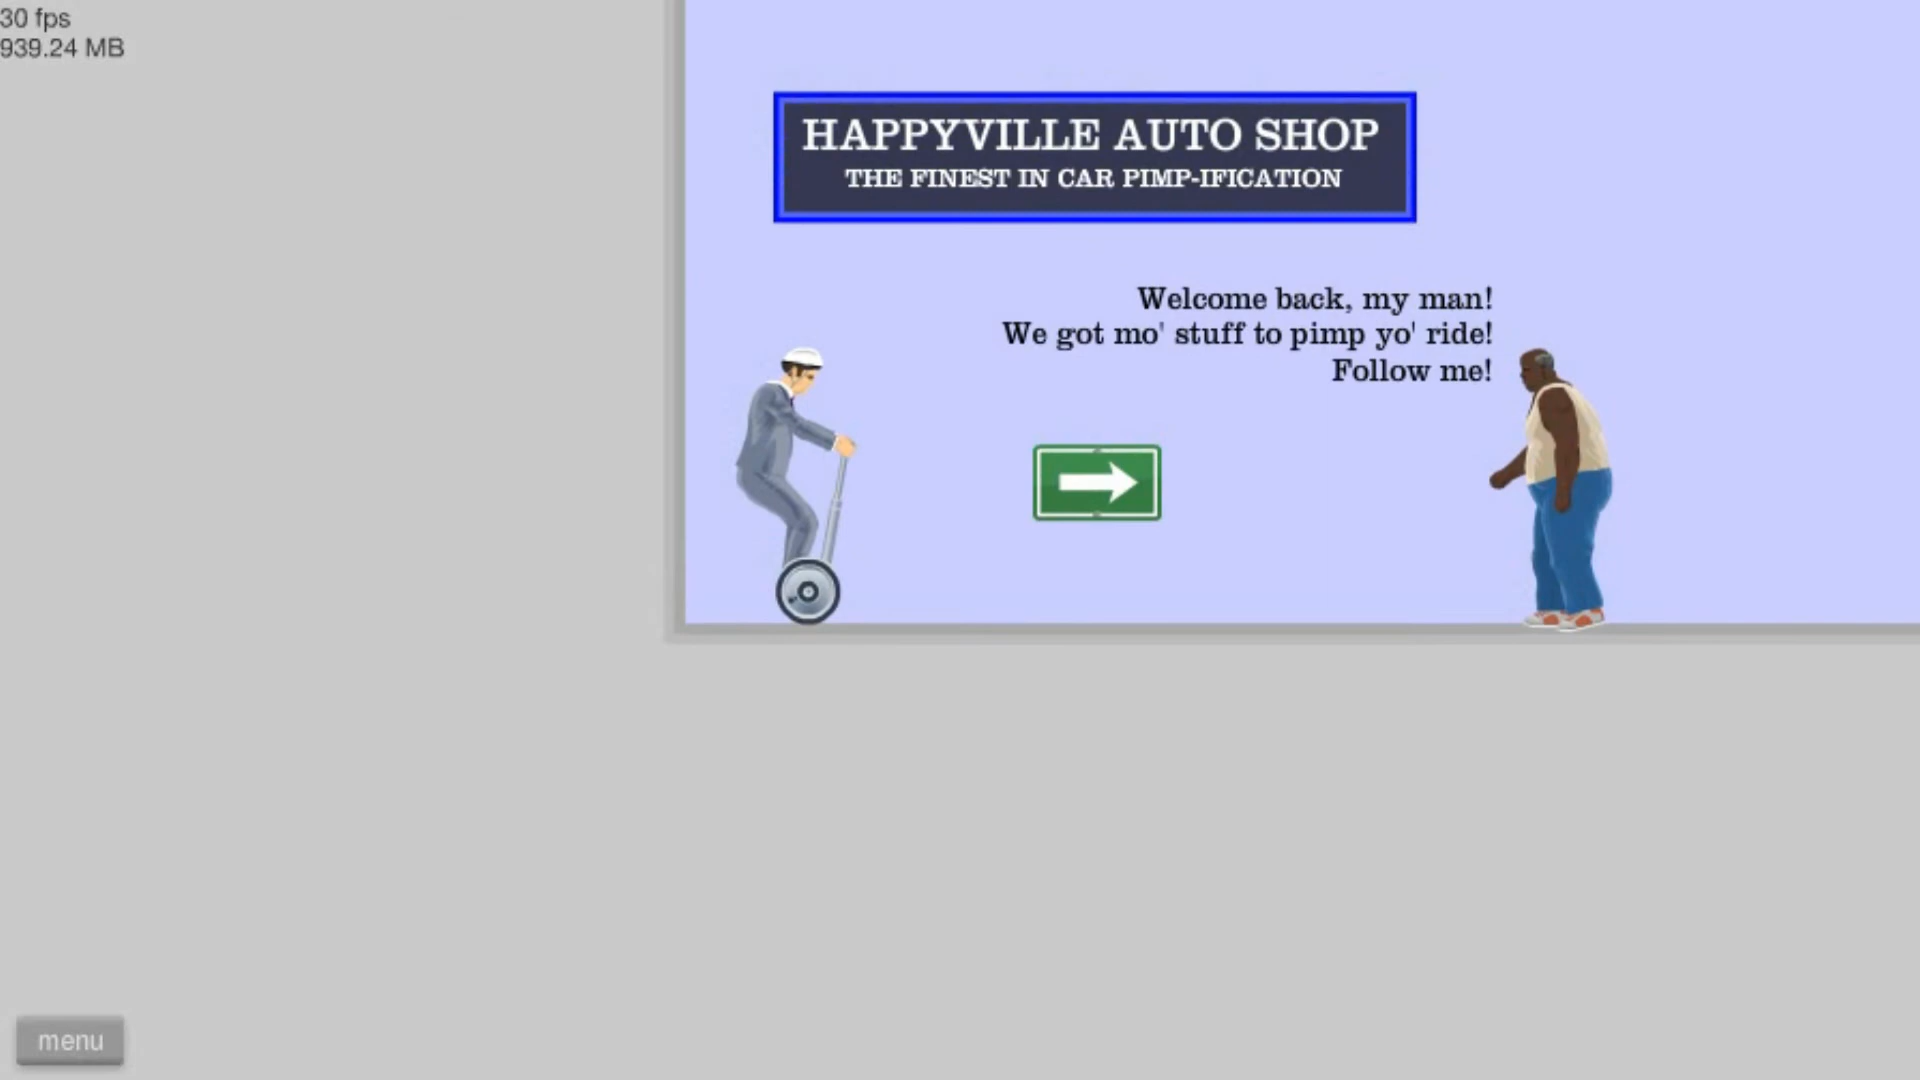 30 fps
939.24 MB
HAPPYVILLE AUTO SHOP
THE FINEST IN CAR PIMP-IFICATION
Welcome back, my man!
We got mo' stuff to pimp yo' ride!
Follow me!
menu